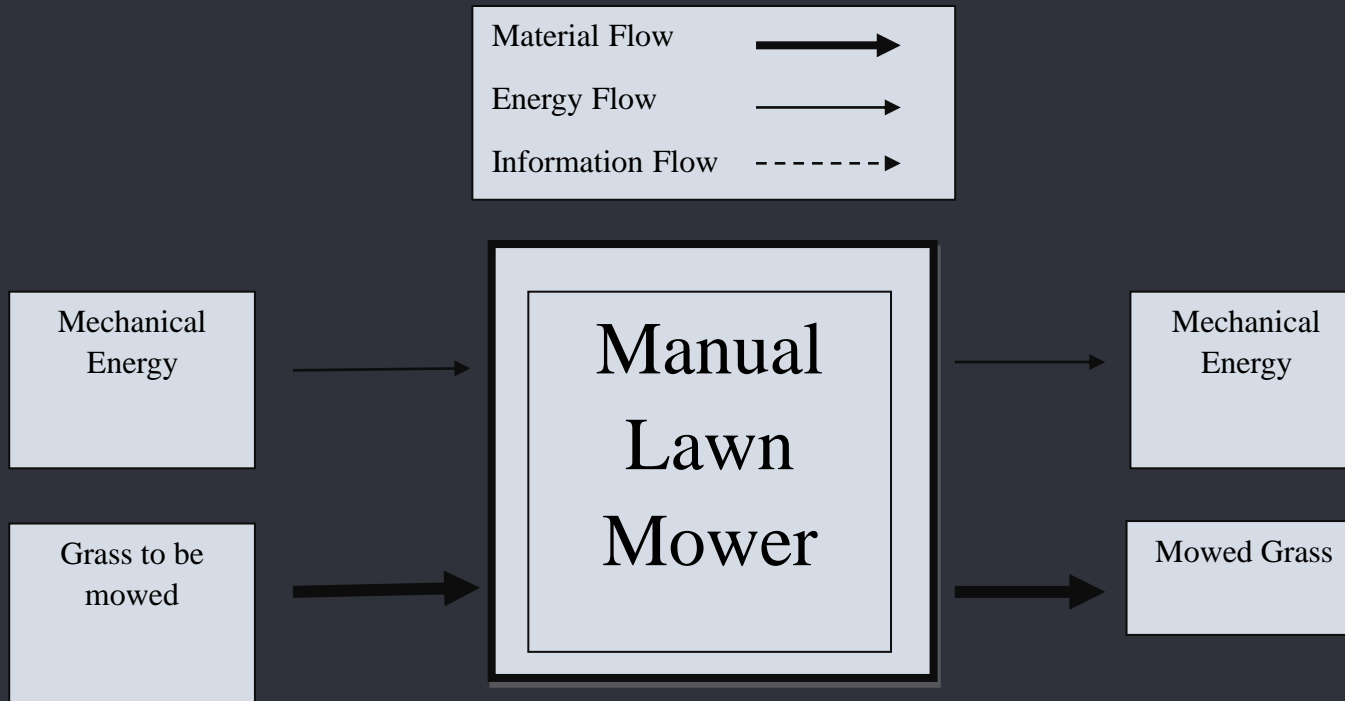 Material Flow
Energy Flow
Information Flow
Mechanical
Energy
Manual
Lawn
Mower
Mechanical
Energy
Grass to be
mowed
Mowed Grass